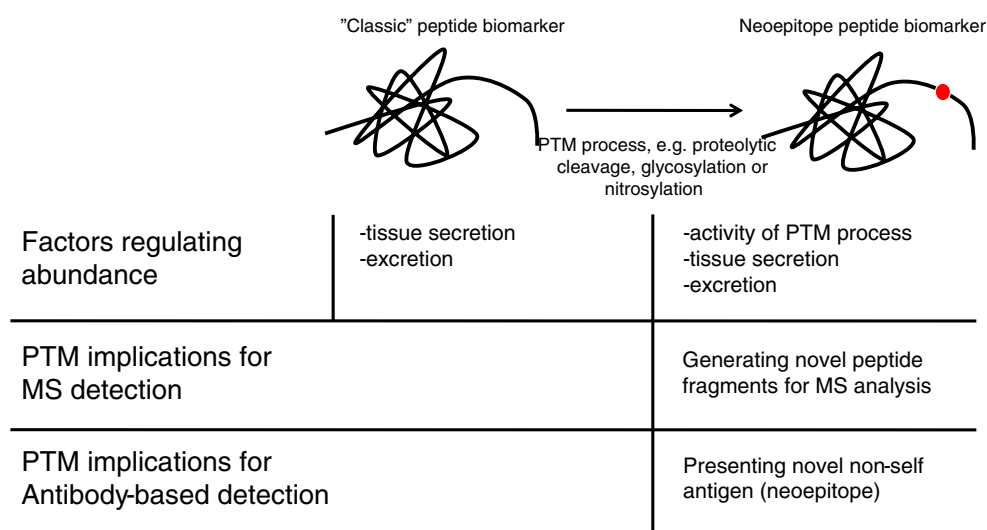 ”Classic” peptide biomarker
Neoepitope peptide biomarker
PTM process, e.g. proteolytic
cleavage, glycosylation or
nitrosylation
Factors regulating
abundance
-tissue secretion
-excretion
-activity of PTM process
-tissue secretion
-excretion
PTM implications for
MS detection
Generating novel peptide
fragments for MS analysis
PTM implications for
Antibody-based detection
Presenting novel non-self
antigen (neoepitope)